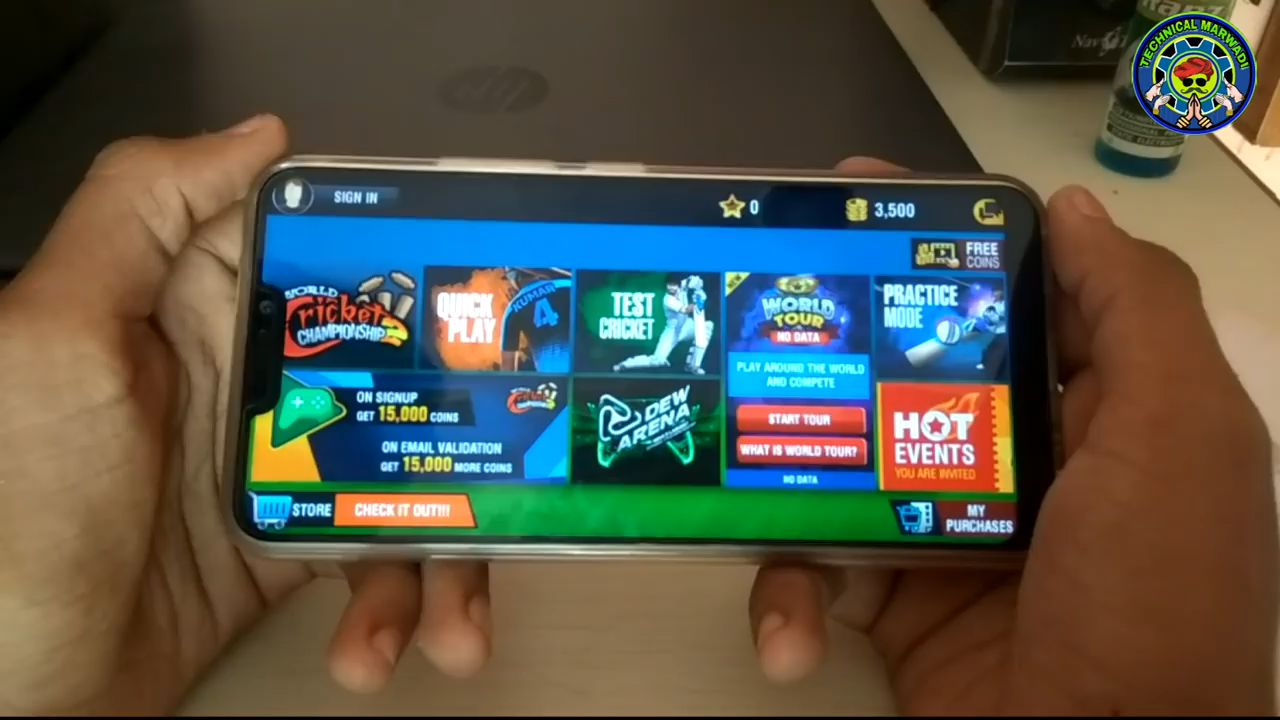 TECHNICAL MARWADI
SIGN IN
0
3,500
FREE
COINS
WORLD
CRICKET
CHAMPIONSHIP
QUICK
PLAY
KUMAR
4
TEST
CRICKET
NEW
WORLD
TOUR
NO DATA
PLAY AROUND THE WORLD
AND COMPETE
START TOUR
WHAT IS WORLD TOUR?
NO DATA
PRACTICE
MODE
ON SIGNUP
GET 15,000 COINS
ON EMAIL VALIDATION
GET 15,000 MORE COINS
DEW
ARENA
HOT
EVENTS
YOU ARE INVITED
STORE
CHECK IT OUT!!!
MY
PURCHASES
hp